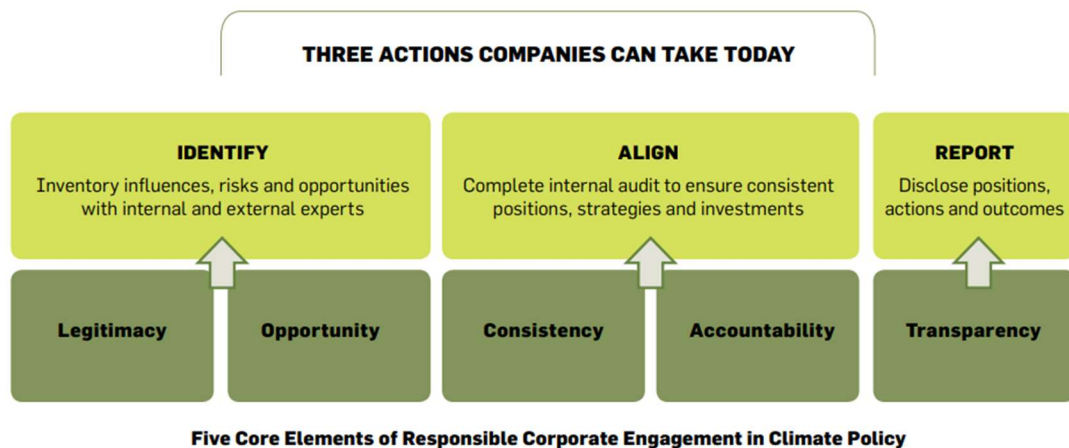 THREE ACTIONS COMPANIES CAN TAKE TODAY
IDENTIFY
Inventory influences, risks and opportunities
with internal and external experts
ALIGN
Complete internal audit to ensure consistent
positions, strategies and investments
REPORT
Disclose positions,
actions and outcomes
Legitimacy
Opportunity
Consistency
Accountability
Transparency
Five Core Elements of Responsible Corporate Engagement in Climate Policy